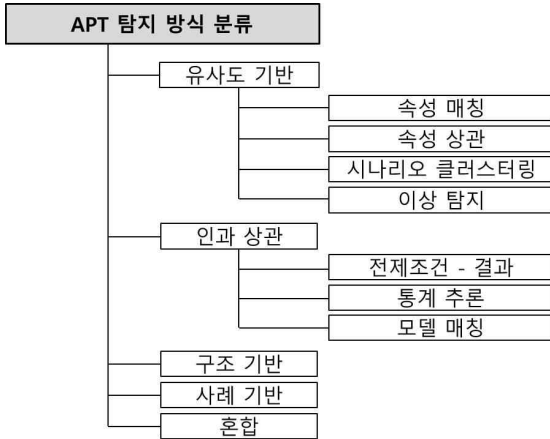 APT 탐지 방식 분류
유사도 기반
속성 매칭
속성 상관
시나리오 클러스터링
이상 탐지
인과 상관
전제조건 - 결과
통계 추론
모델 매칭
구조 기반
사례 기반
혼합